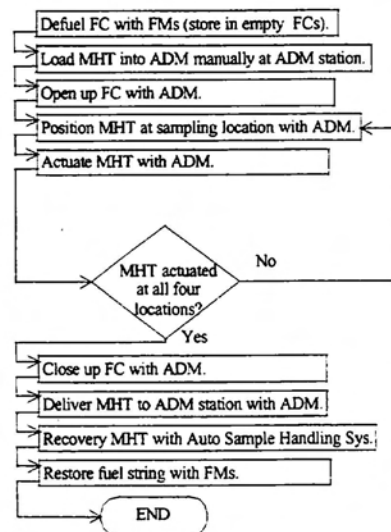 Defuel FC with FMs (store in empty FCs).
Load MHT into ADM manually at ADM station.
Open up FC with ADM.
Position MHT at sampling location with ADM.
Actuate MHT with ADM.
MHT actuated
at all four
locations?
No
Yes
Close up FC with ADM.
Deliver MHT to ADM station with ADM.
Recovery MHT with Auto Sample Handling Sys.
Restore fuel string with FMs.
END